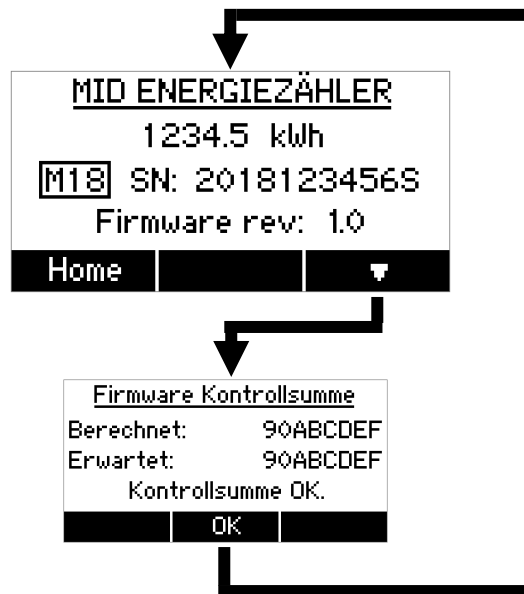 MID ENERGIEZÄHLER
1234.5 kWh
M18 SN: 2018123456S
Firmware rev: 1.0
Home ▼
Firmware Kontrollsumme
Berechnet: 90ABCDEF
Erwartet: 90ABCDEF
Kontrollsumme OK.
OK